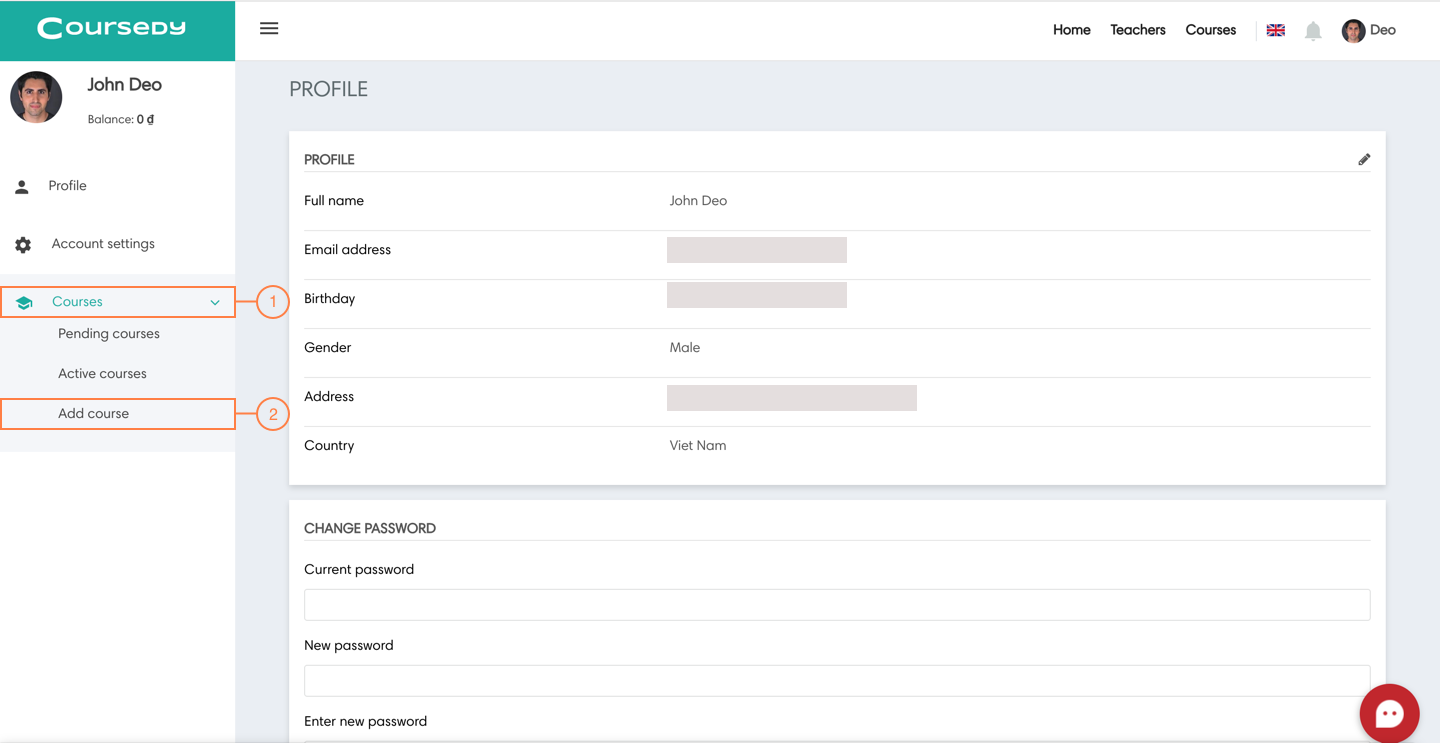 COURSEDY
Home Teachers Courses Deo
John Deo
Balance: 0 ₫
Profile
Account settings
Courses 1
Pending courses
Active courses
Add course 2
PROFILE
PROFILE
Full name John Deo
Email address
Birthday
Gender Male
Address
Country Viet Nam
CHANGE PASSWORD
Current password
New password
Enter new password